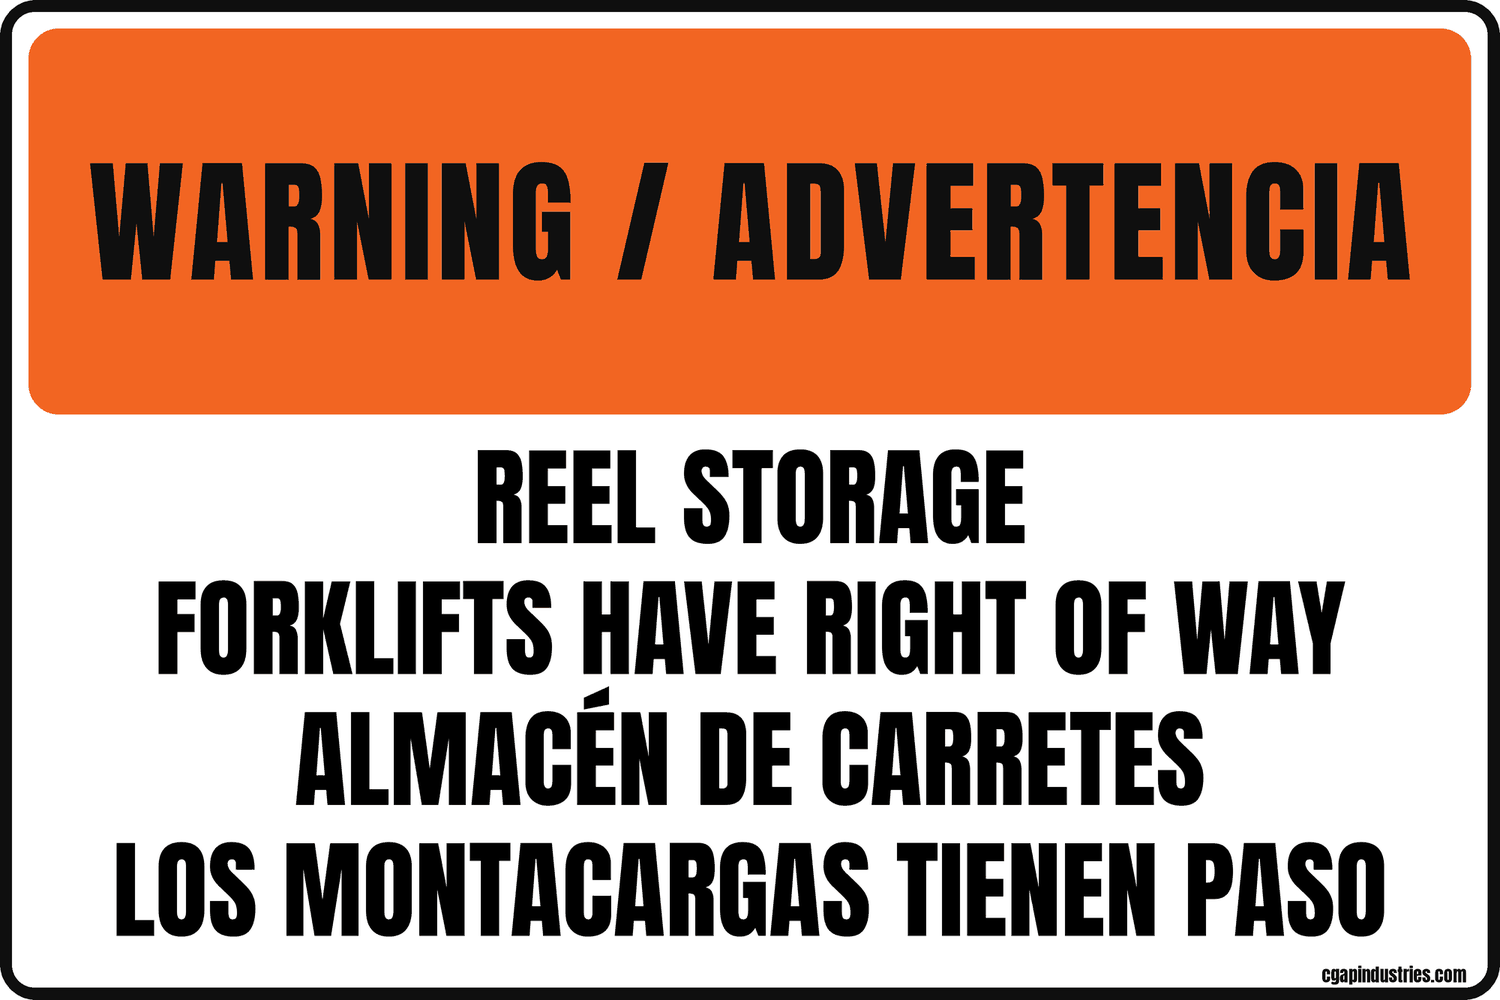 WARNING / ADVERTENCIA
REEL STORAGE
FORKLIFTS HAVE RIGHT OF WAY
ALMACÉN DE CARRETES
LOS MONTACARGAS TIENEN PASO
cgapindustries.com